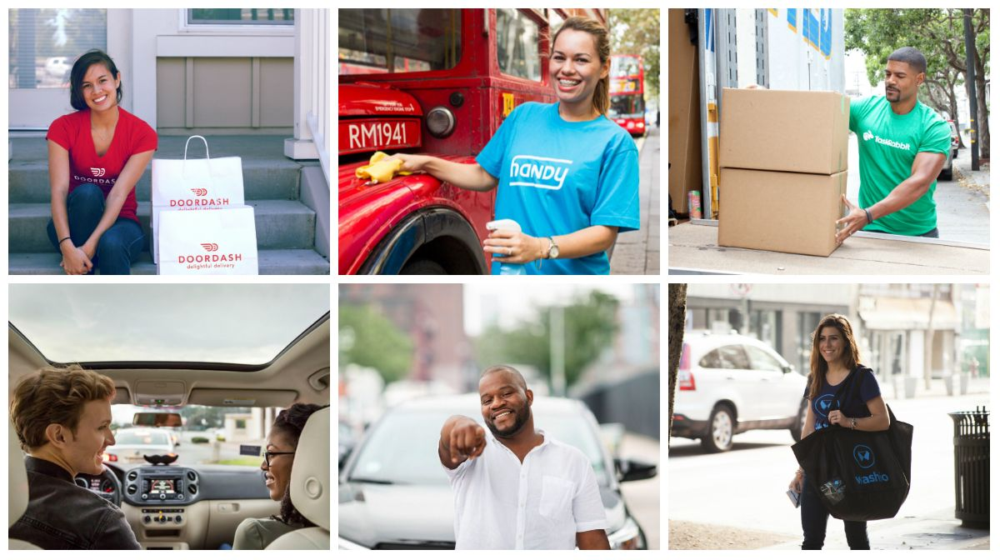 DOORDASH
DOORDASH
delightful delivery
DOORDASH
delightful delivery
RM1941
HANDY
TaskRabbit
washio